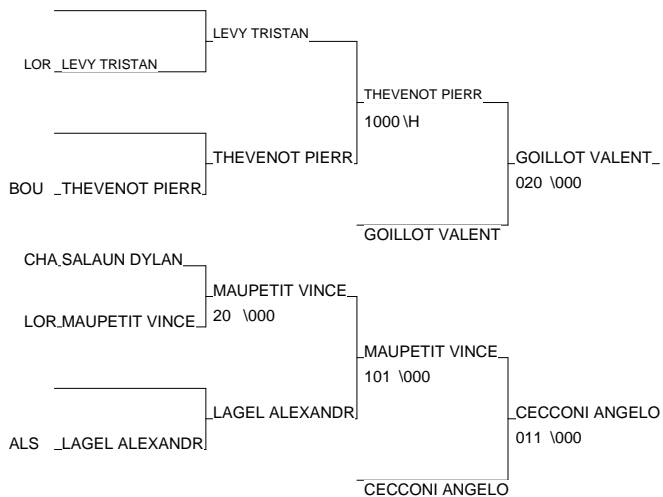 LEVY TRISTAN
LOR LEVY TRISTAN
THEVENOT PIERR
1000 \H
THEVENOT PIERR
GOILLOT VALENT
020 \000
BOU THEVENOT PIERR
GOILLOT VALENT
CHA SALAUN DYLAN
MAUPETIT VINCE
20 \000
LOR MAUPETIT VINCE
MAUPETIT VINCE
101 \000
LAGEL ALEXANDR
CECCONI ANGELO
011 \000
ALS LAGEL ALEXANDR
CECCONI ANGELO